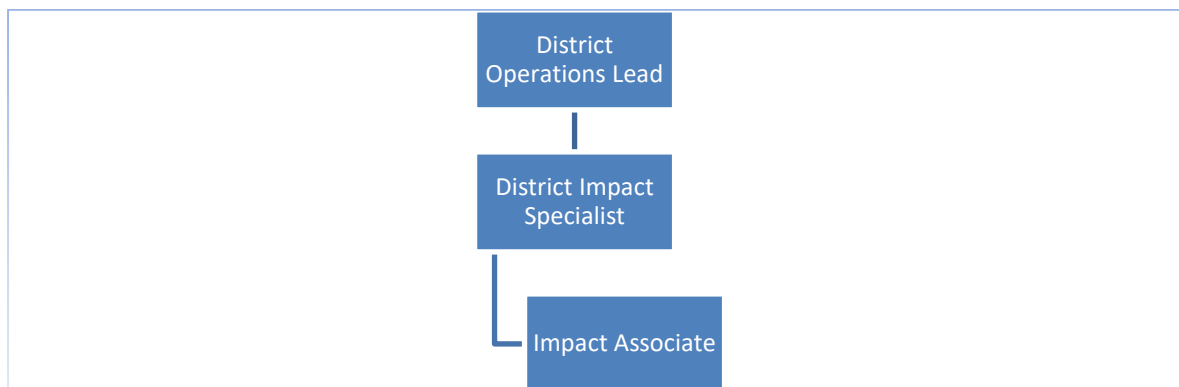 District
Operations Lead
District Impact
Specialist
Impact Associate